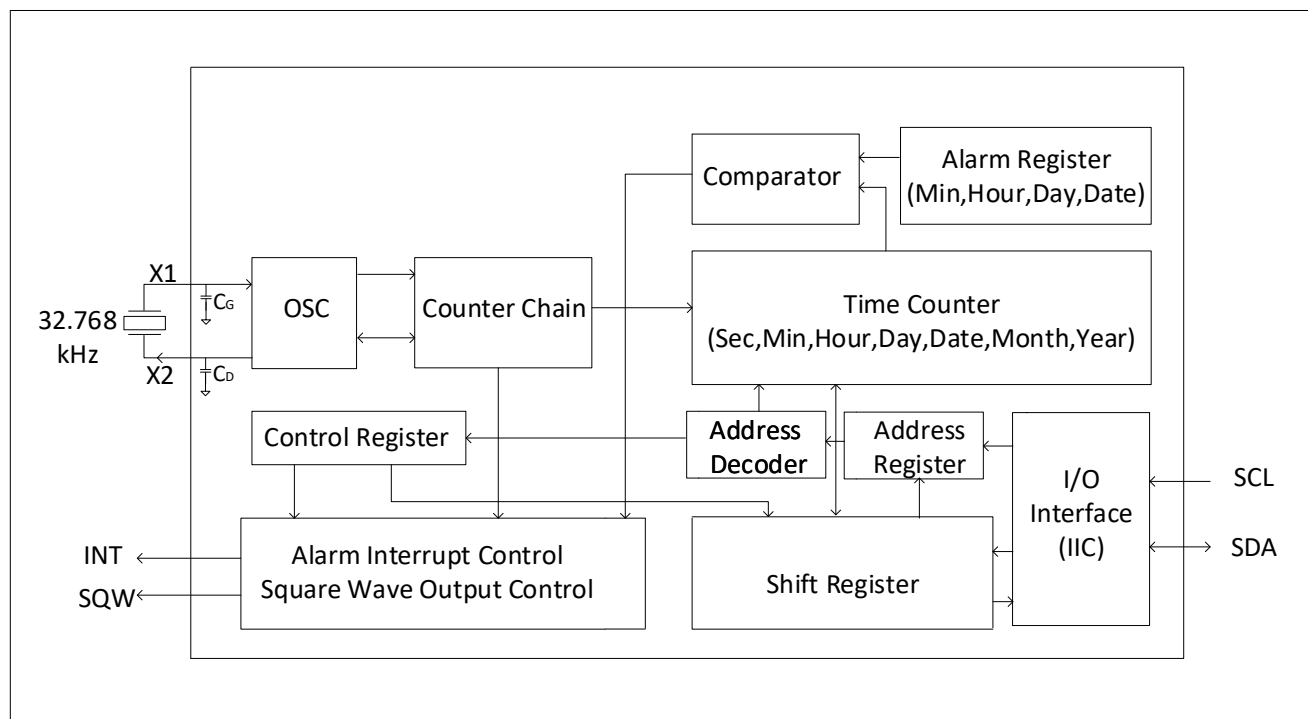 Comparator
Alarm Register
(Min,Hour,Day,Date)
X1
CG
32.768
kHz
X2
CD
OSC
Counter Chain
Time Counter
(Sec,Min,Hour,Day,Date,Month,Year)
Control Register
Address
Decoder
Address
Register
I/O
Interface
(IIC)
SCL
SDA
INT
SQW
Alarm Interrupt Control
Square Wave Output Control
Shift Register